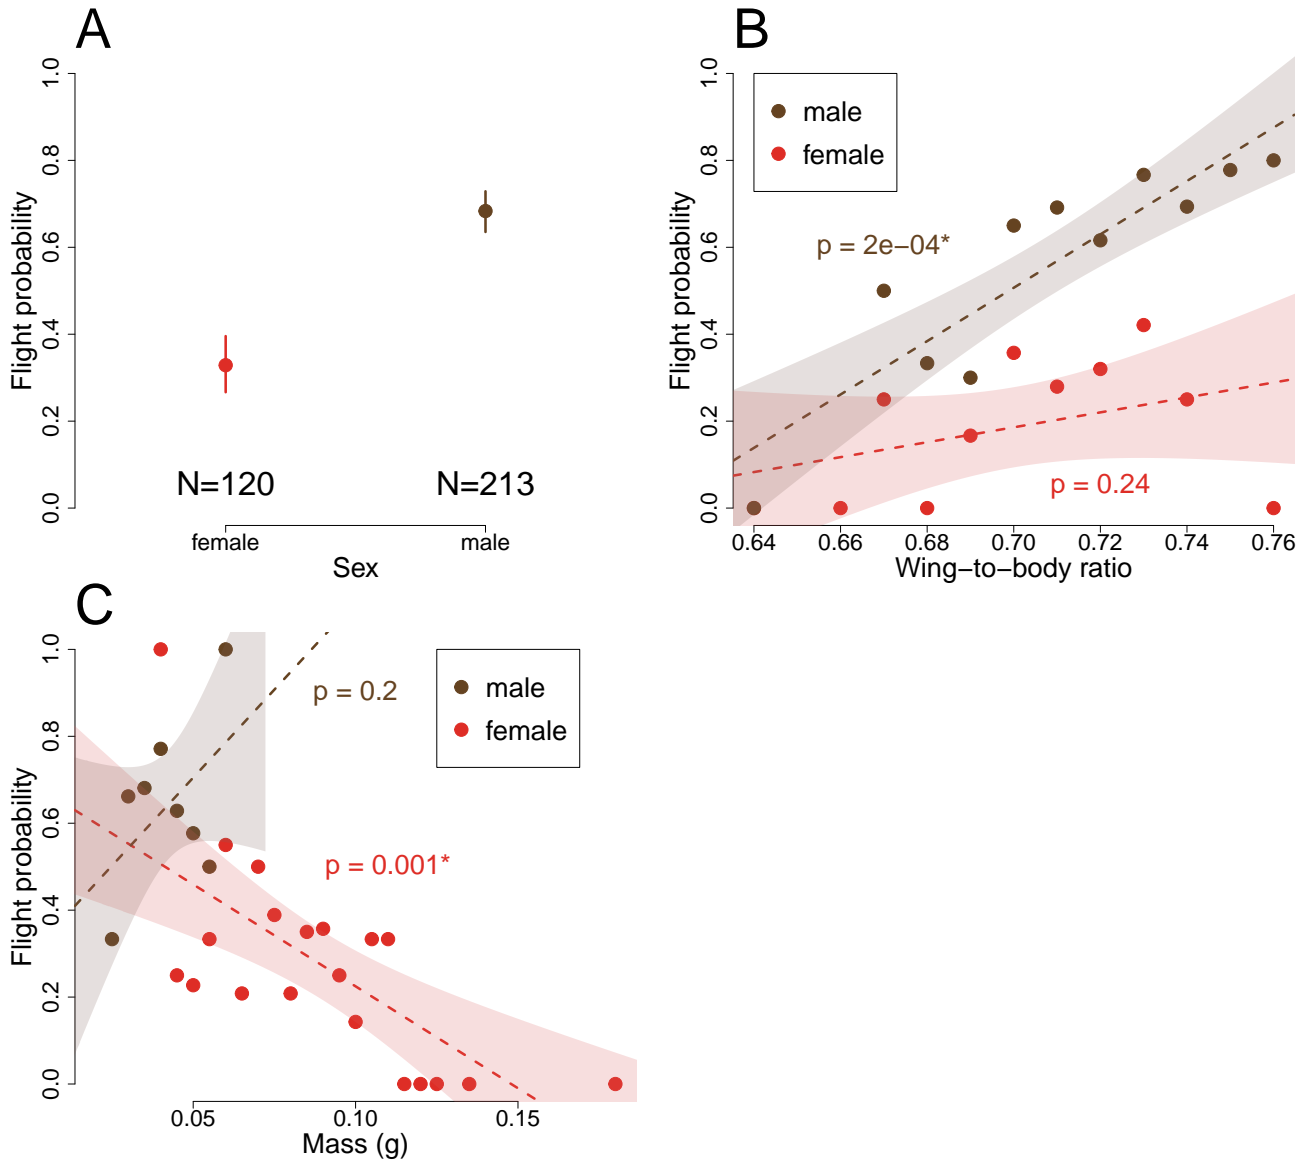 A
Flight probability
1.0
0.8
0.6
0.4
0.2
0.0
N=120
N=213
female
male
Sex
B
Flight probability
1.0
0.8
0.6
0.4
0.2
0.0
male
female
p = 2e−04*
p = 0.24
0.64 0.66 0.68 0.70 0.72 0.74 0.76
Wing−to−body ratio
C
Flight probability
1.0
0.8
0.6
0.4
0.2
0.0
p = 0.2
male
female
p = 0.001*
0.05 0.10 0.15
Mass (g)